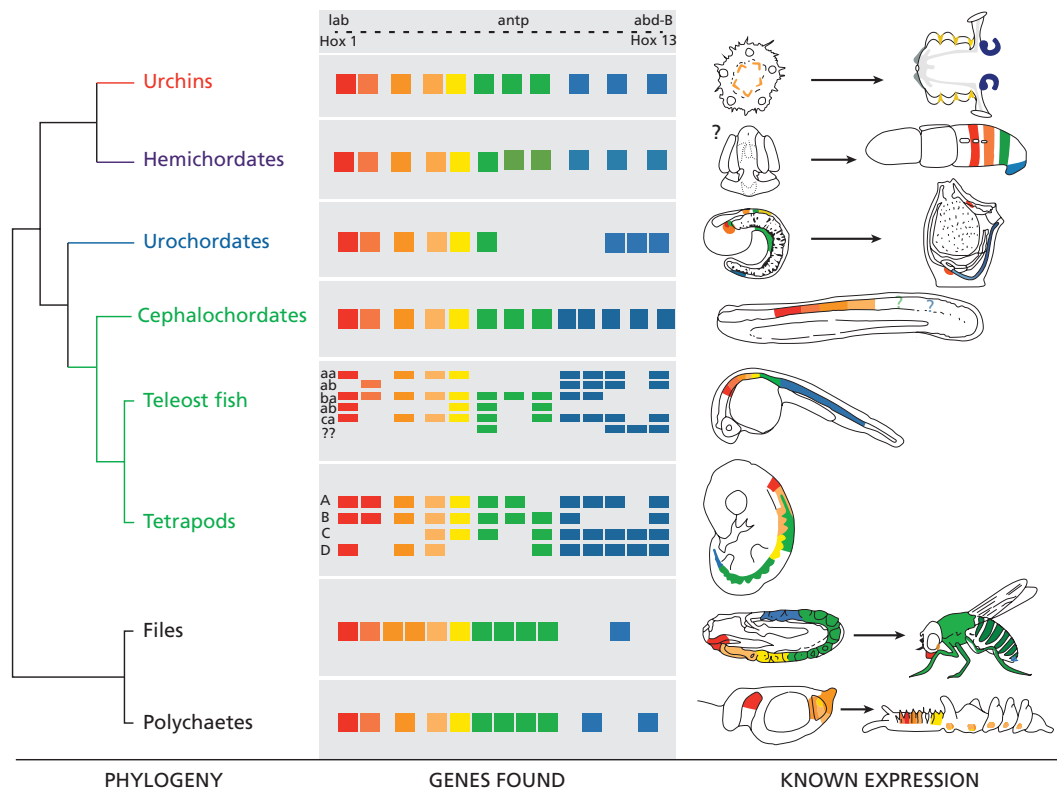 lab antp abd-B
Hox 1 Hox 13
Urchins
?
Hemichordates
Urochordates
Cephalochordates
? ?
aa
ab
ba
ab
ca
??
Teleost fish
A
B
C
D
Tetrapods
Files
Polychaetes
PHYLOGENY GENES FOUND KNOWN EXPRESSION